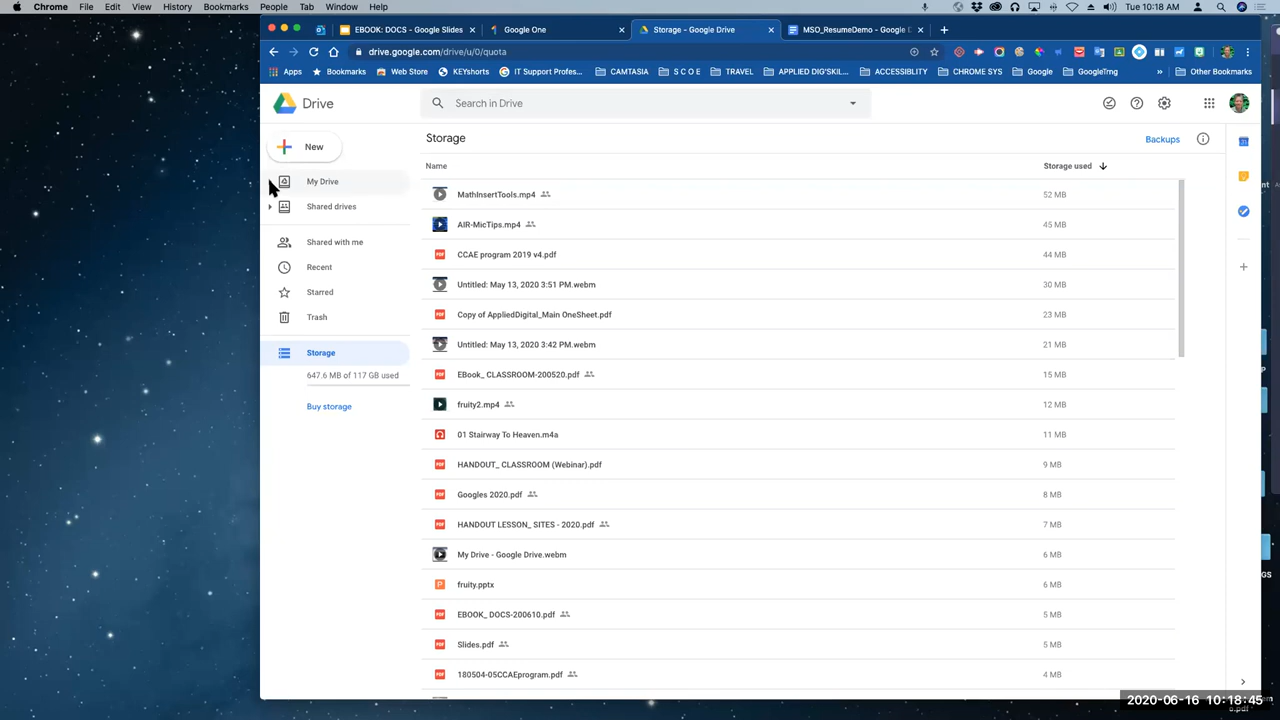 Chrome File Edit View History Bookmarks People Tab Window Help Tue 10:18 AM
EBOOK: DOCS - Google Slides Google One Storage - Google Drive MSO_ResumeDemo - Google D
drive.google.com/drive/u/0/quota
Apps Bookmarks Web Store KEYshorts IT Support Profes... CAMTASIA S C O E TRAVEL APPLIED DIG'SKILL... ACCESSIBLITY CHROME SYS Google GoogleTrng » Other Bookmarks
Drive Search in Drive
New
Storage Backups
Name Storage used
My Drive
Shared drives
Shared with me
Recent
Starred
Trash
Storage
647.6 MB of 117 GB used
Buy storage
MathInsertTools.mp4 52 MB
AIR-MicTips.mp4 45 MB
CCAE program 2019 v4.pdf 44 MB
Untitled: May 13, 2020 3:51 PM.webm 30 MB
Copy of AppliedDigital_Main OneSheet.pdf 23 MB
Untitled: May 13, 2020 3:42 PM.webm 21 MB
EBook_ CLASSROOM-200520.pdf 15 MB
fruity2.mp4 12 MB
01 Stairway To Heaven.m4a 11 MB
HANDOUT_ CLASSROOM (Webinar).pdf 9 MB
Googles 2020.pdf 8 MB
HANDOUT LESSON_ SITES - 2020.pdf 7 MB
My Drive - Google Drive.webm 6 MB
fruity.pptx 6 MB
EBOOK_ DOCS-200610.pdf 5 MB
Slides.pdf 5 MB
180504-05CCAEprogram.pdf 4 MB
2020-06-16 10:18:45